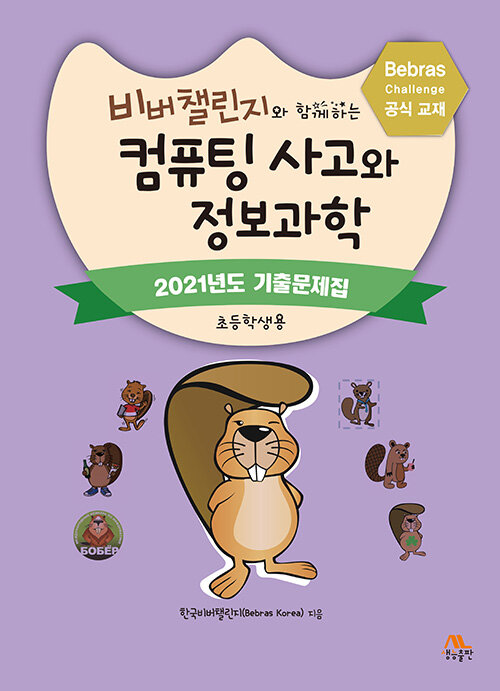 Bebras
Challenge
공식 교재
비버챌린지와 함께하는
컴퓨팅 사고와
정보과학
2021년도 기출문제집
초등학생용
БОБЁР
한국비버챌린지(Bebras Korea) 지음
생능출판